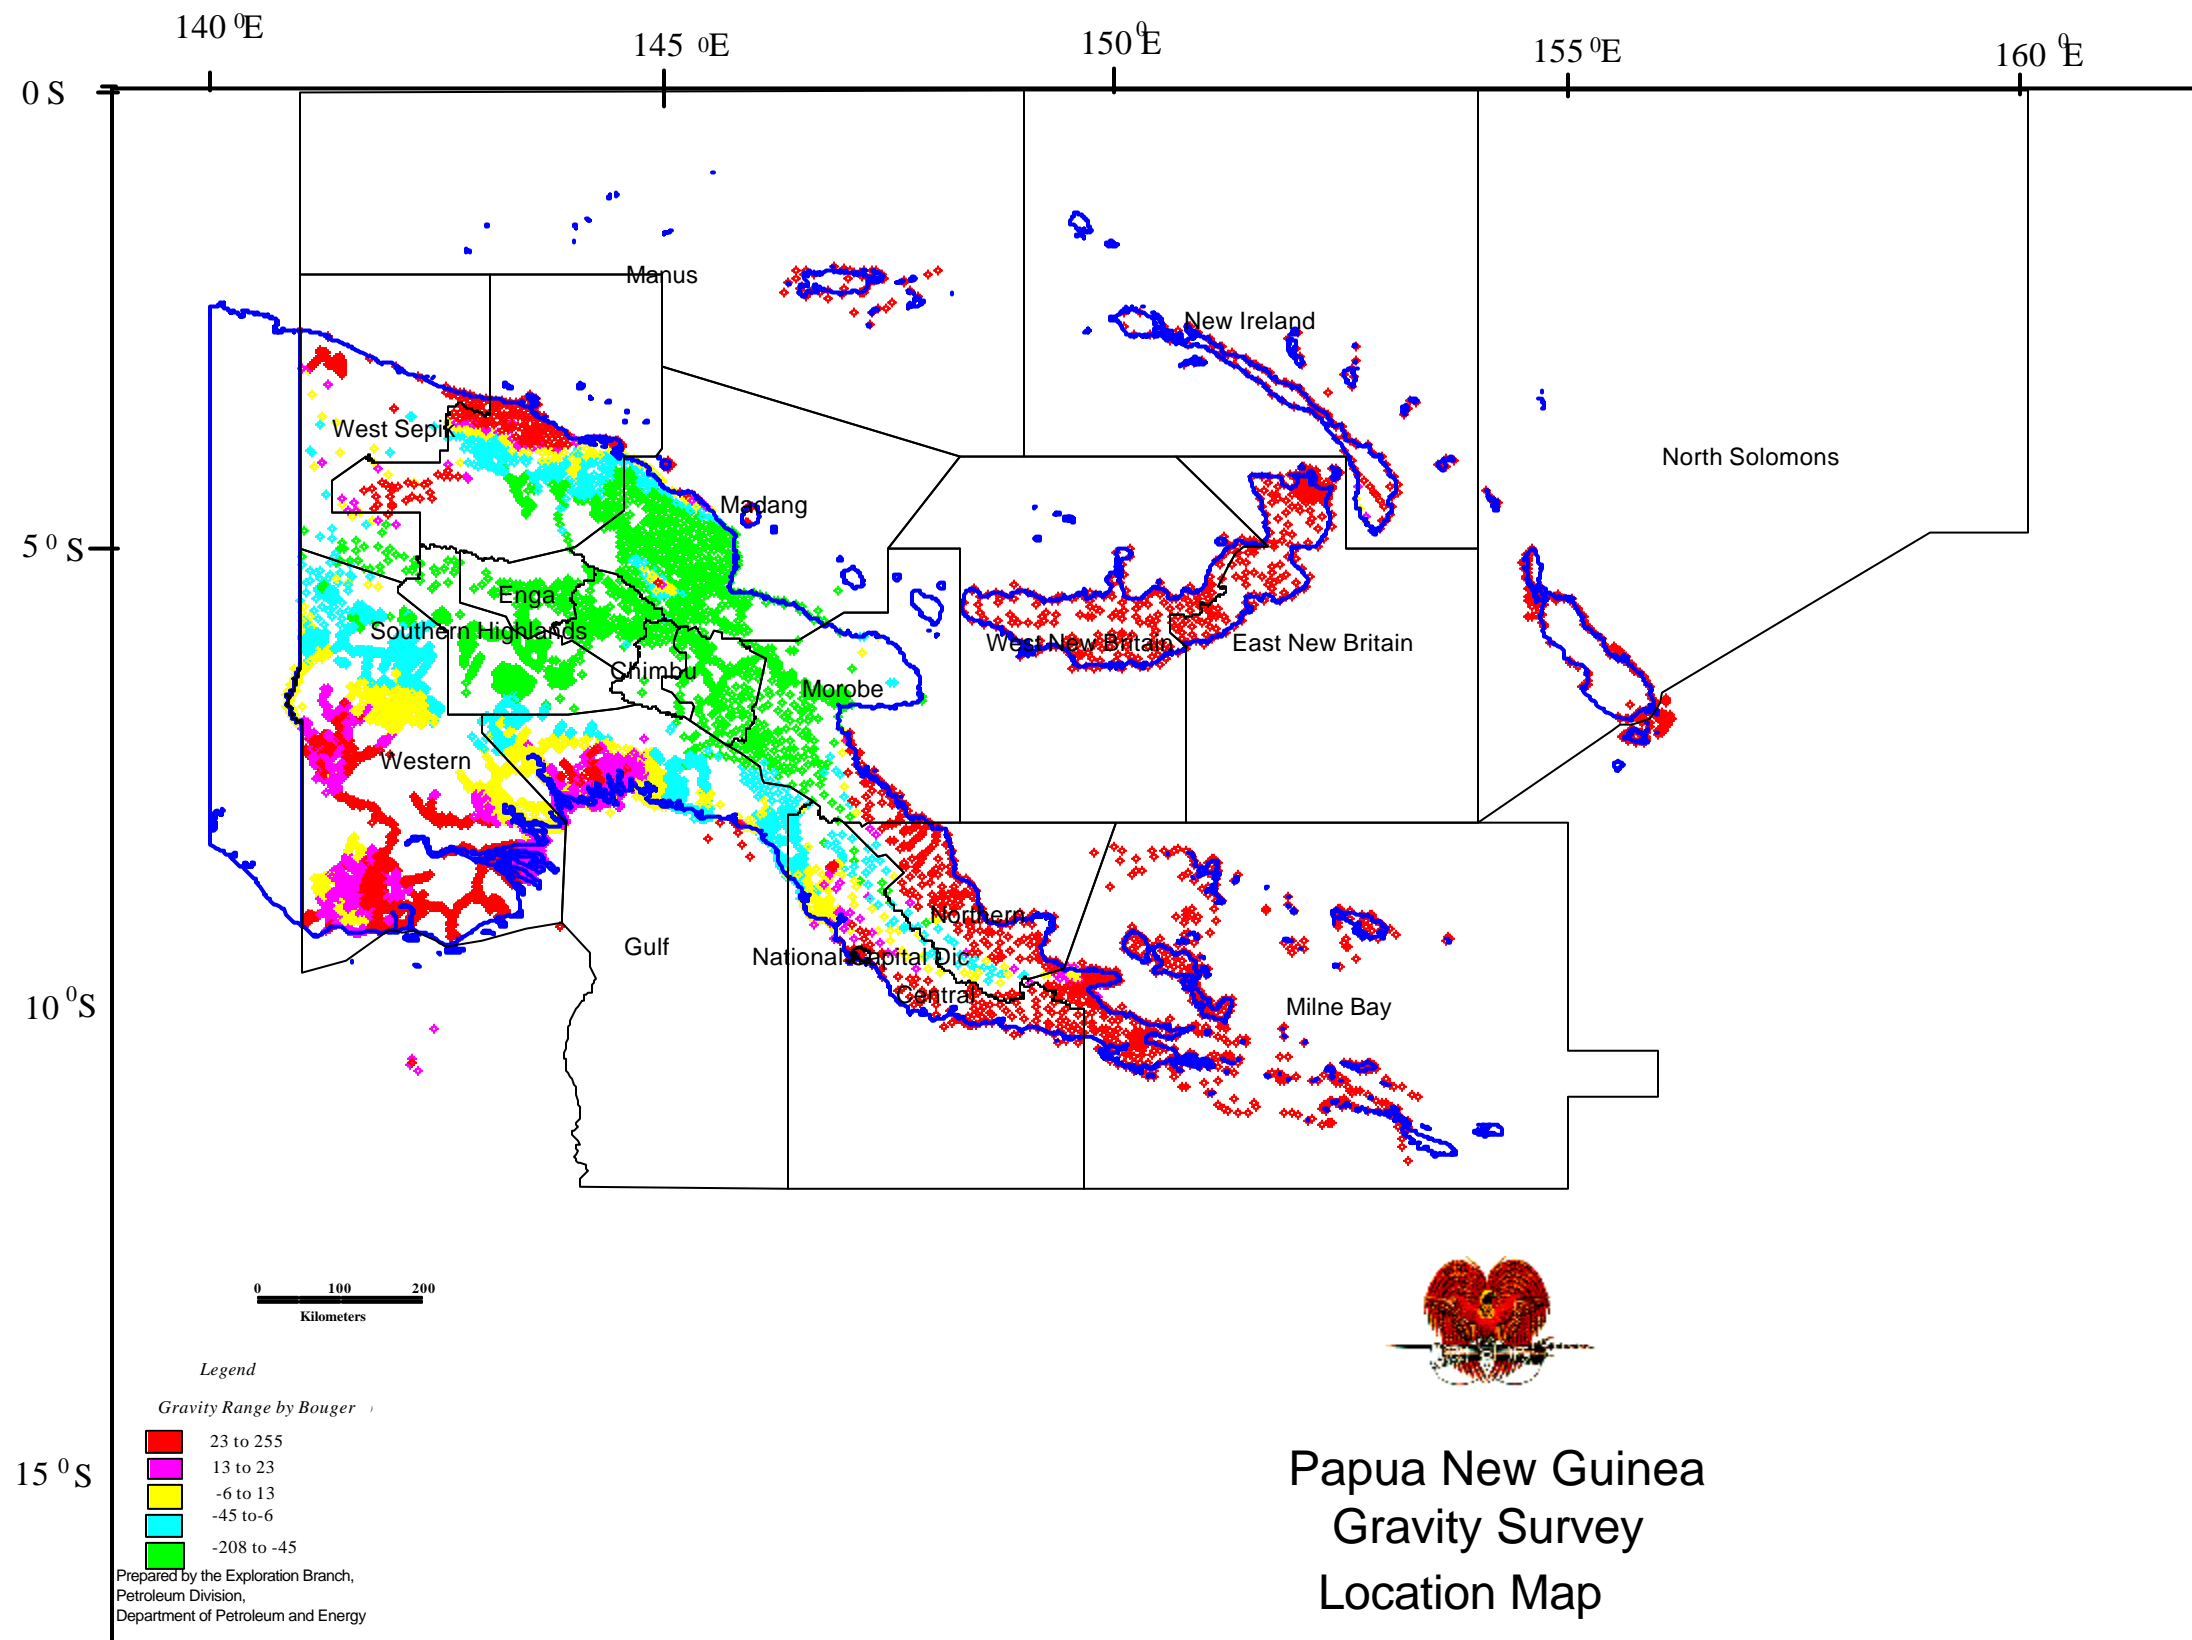 140 0E
145 0E
150 0E
155 0E
160 0E
0 S
Manus
New Ireland
West Sepik
North Solomons
Madang
5 0 S
Enga
Southern Highlands
West New Britain
East New Britain
Chimbu
Morobe
Western
Northern
Gulf
National Capital Dic
Central
10 0S
Milne Bay
0 100 200
Kilometers
Legend
Gravity Range by Bouger )
23 to 255
13 to 23
-6 to 13
-45 to-6
-208 to -45
15 0 S
Prepared by the Exploration Branch,
Petroleum Division,
Department of Petroleum and Energy
Papua New Guinea
Gravity Survey
Location Map